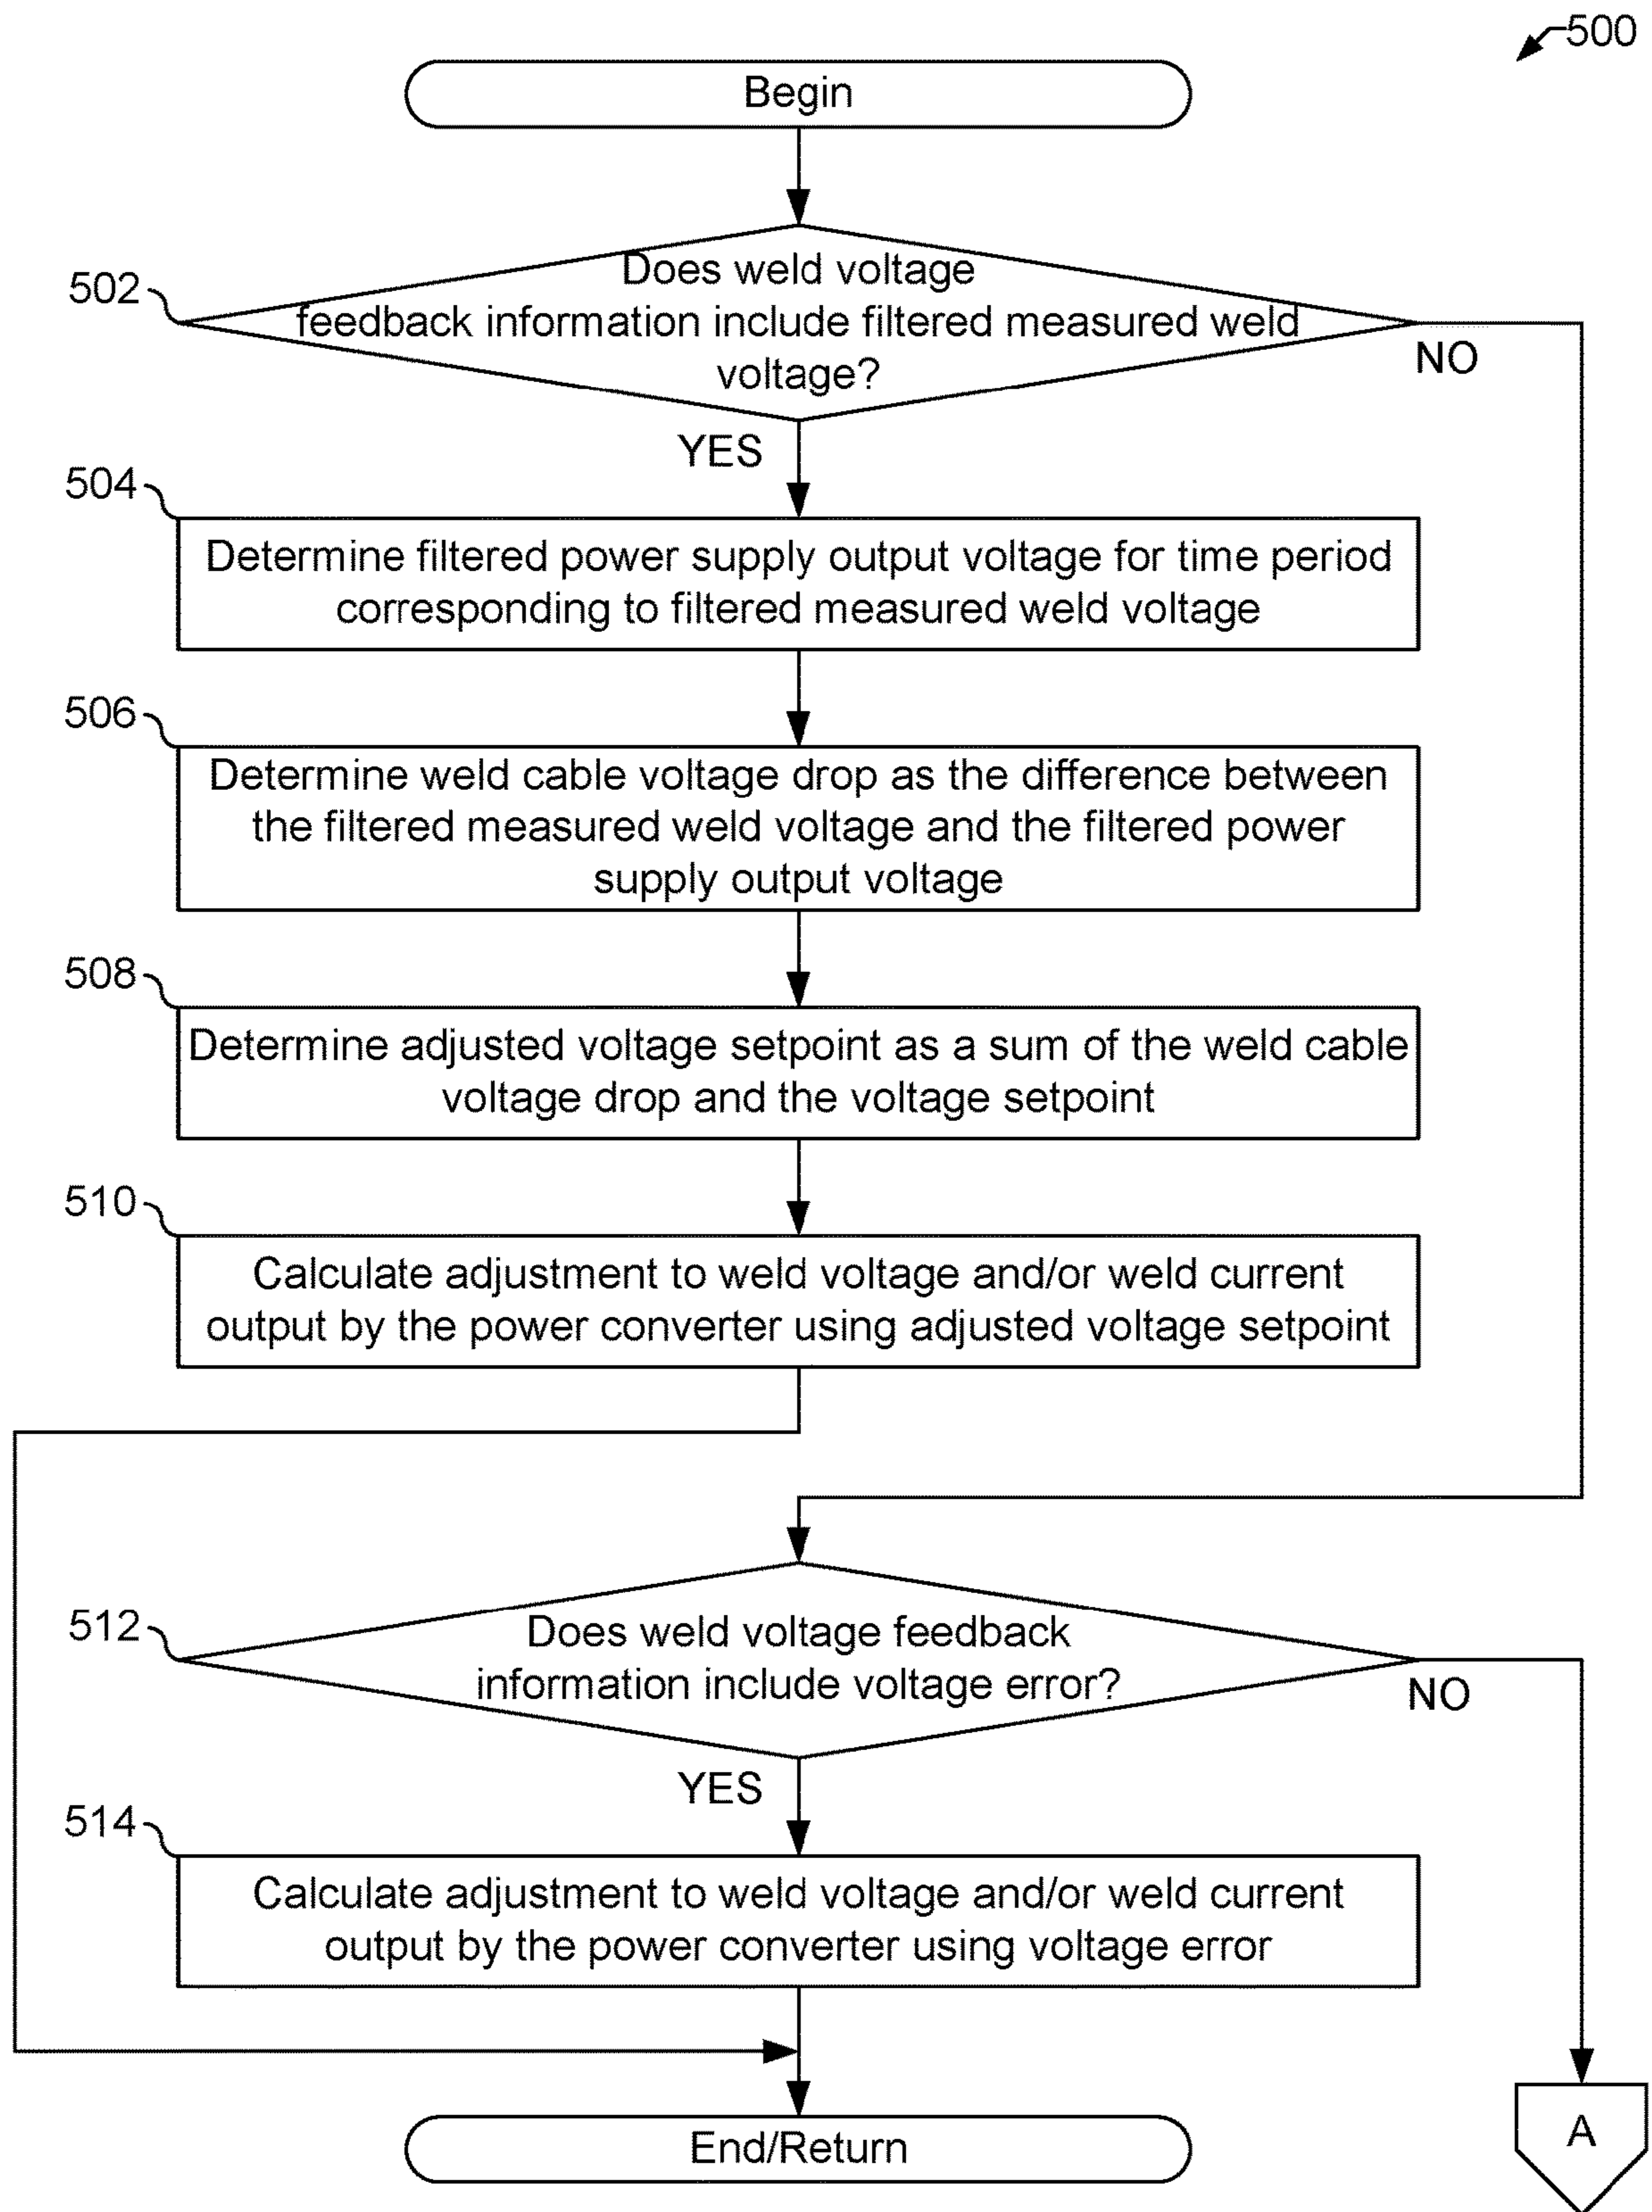 500
Begin
502
Does weld voltage
feedback information include filtered measured weld
voltage?
NO
YES
504
Determine filtered power supply output voltage for time period
corresponding to filtered measured weld voltage
506
Determine weld cable voltage drop as the difference between
the filtered measured weld voltage and the filtered power
supply output voltage
508
Determine adjusted voltage setpoint as a sum of the weld cable
voltage drop and the voltage setpoint
510
Calculate adjustment to weld voltage and/or weld current
output by the power converter using adjusted voltage setpoint
512
Does weld voltage feedback
information include voltage error?
NO
YES
514
Calculate adjustment to weld voltage and/or weld current
output by the power converter using voltage error
End/Return
A